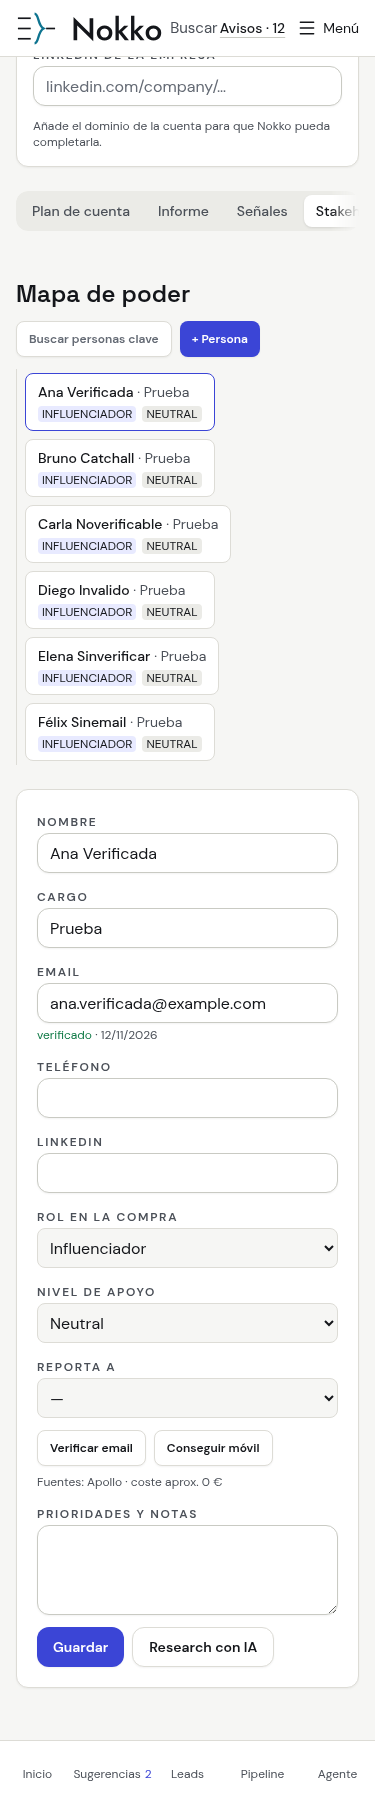 Nokko Buscar Avisos · 12 Menú
LINKEDIN DE LA EMPRESA
linkedin.com/company/...
Añade el dominio de la cuenta para que Nokko pueda
completarla.
Plan de cuenta Informe Señales Stakeh
Mapa de poder
Buscar personas clave + Persona
Ana Verificada · Prueba
INFLUENCIADOR NEUTRAL
Bruno Catchall · Prueba
INFLUENCIADOR NEUTRAL
Carla Noverificable · Prueba
INFLUENCIADOR NEUTRAL
Diego Invalido · Prueba
INFLUENCIADOR NEUTRAL
Elena Sinverificar · Prueba
INFLUENCIADOR NEUTRAL
Félix Sinemail · Prueba
INFLUENCIADOR NEUTRAL
NOMBRE
Ana Verificada
CARGO
Prueba
EMAIL
ana.verificada@example.com
verificado · 12/11/2026
TELÉFONO
LINKEDIN
ROL EN LA COMPRA
Influenciador
NIVEL DE APOYO
Neutral
REPORTA A
—
Verificar email Conseguir móvil
Fuentes: Apollo · coste aprox. 0 €
PRIORIDADES Y NOTAS
Guardar Research con IA
Inicio Sugerencias 2 Leads Pipeline Agente